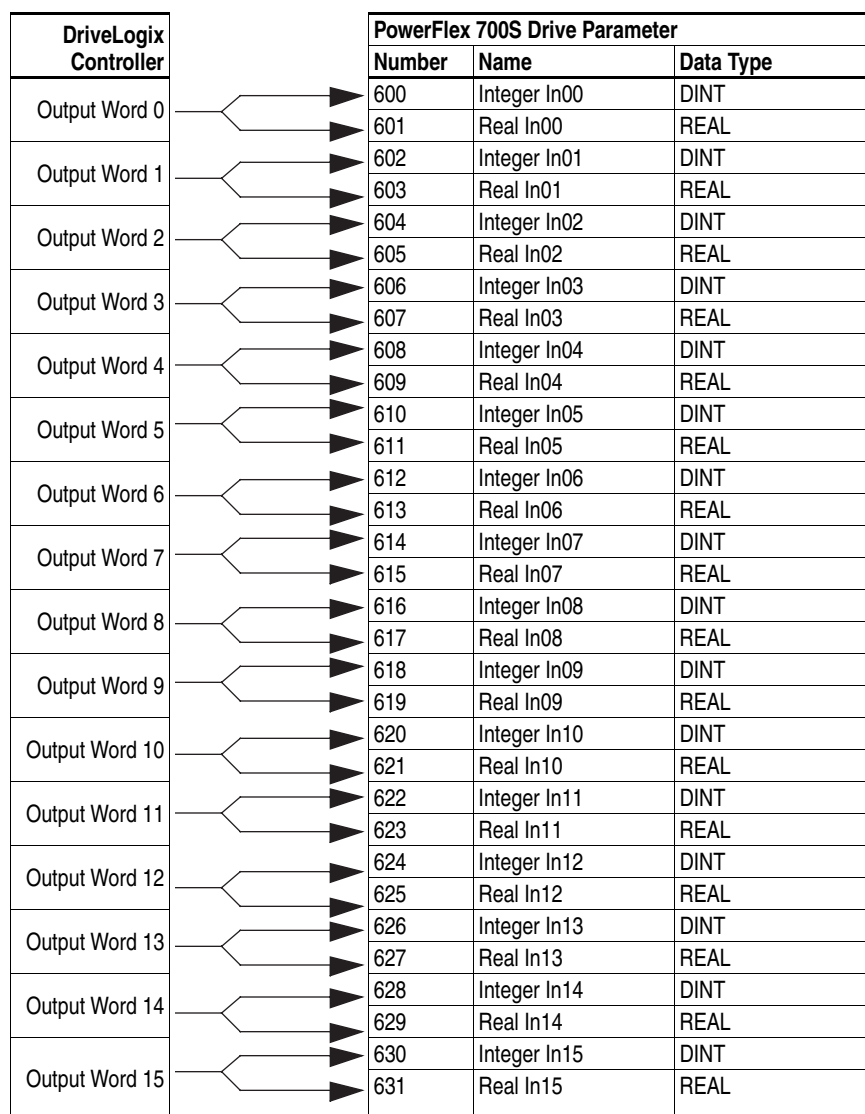 DriveLogix
Controller
PowerFlex 700S Drive Parameter
Number Name Data Type
Output Word 0
600 Integer In00 DINT
601 Real In00 REAL
Output Word 1
602 Integer In01 DINT
603 Real In01 REAL
Output Word 2
604 Integer In02 DINT
605 Real In02 REAL
Output Word 3
606 Integer In03 DINT
607 Real In03 REAL
Output Word 4
608 Integer In04 DINT
609 Real In04 REAL
Output Word 5
610 Integer In05 DINT
611 Real In05 REAL
Output Word 6
612 Integer In06 DINT
613 Real In06 REAL
Output Word 7
614 Integer In07 DINT
615 Real In07 REAL
Output Word 8
616 Integer In08 DINT
617 Real In08 REAL
Output Word 9
618 Integer In09 DINT
619 Real In09 REAL
Output Word 10
620 Integer In10 DINT
621 Real In10 REAL
Output Word 11
622 Integer In11 DINT
623 Real In11 REAL
Output Word 12
624 Integer In12 DINT
625 Real In12 REAL
Output Word 13
626 Integer In13 DINT
627 Real In13 REAL
Output Word 14
628 Integer In14 DINT
629 Real In14 REAL
Output Word 15
630 Integer In15 DINT
631 Real In15 REAL